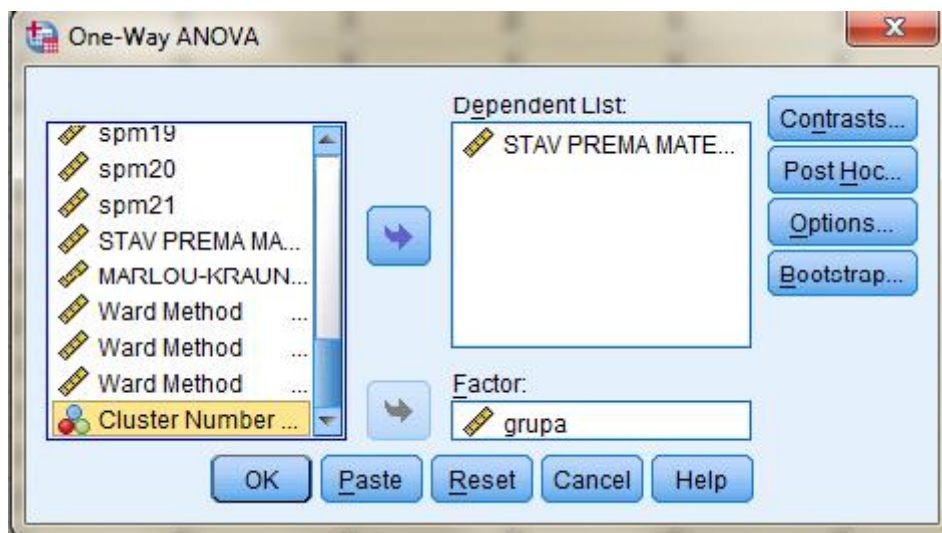 One-Way ANOVA
spm19
spm20
spm21
STAV PREMA MA...
MARLOU-KRAUN...
Ward Method ...
Ward Method ...
Ward Method ...
Cluster Number ...
Dependent List:
STAV PREMA MATE...
Factor:
grupa
Contrasts...
Post Hoc...
Options...
Bootstrap...
OK
Paste
Reset
Cancel
Help